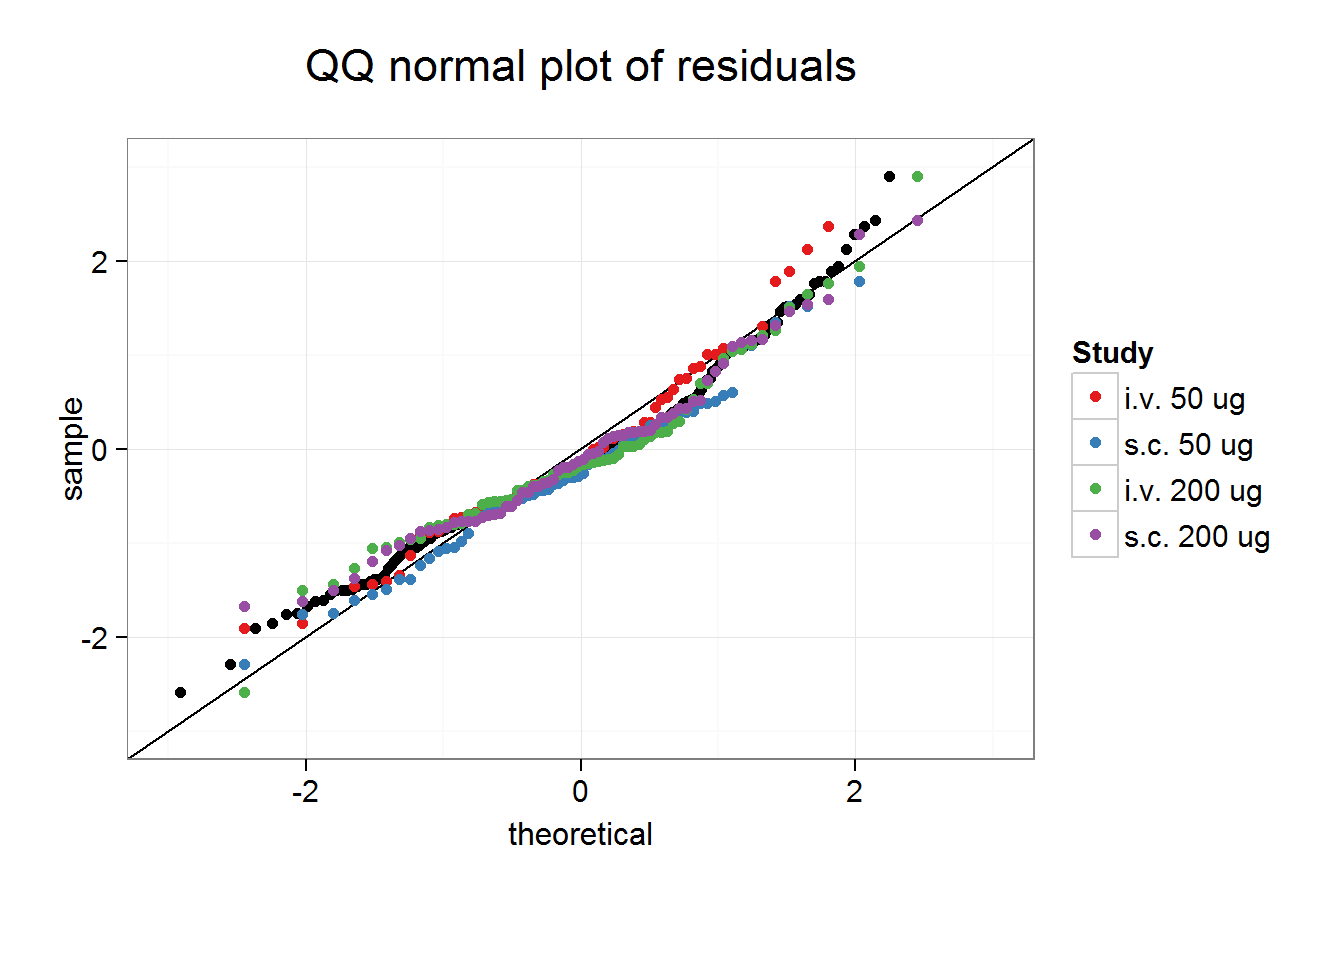 QQ normal plot of residuals
2
0
-2
sample
-2
0
2
theoretical
Study
i.v. 50 ug
s.c. 50 ug
i.v. 200 ug
s.c. 200 ug